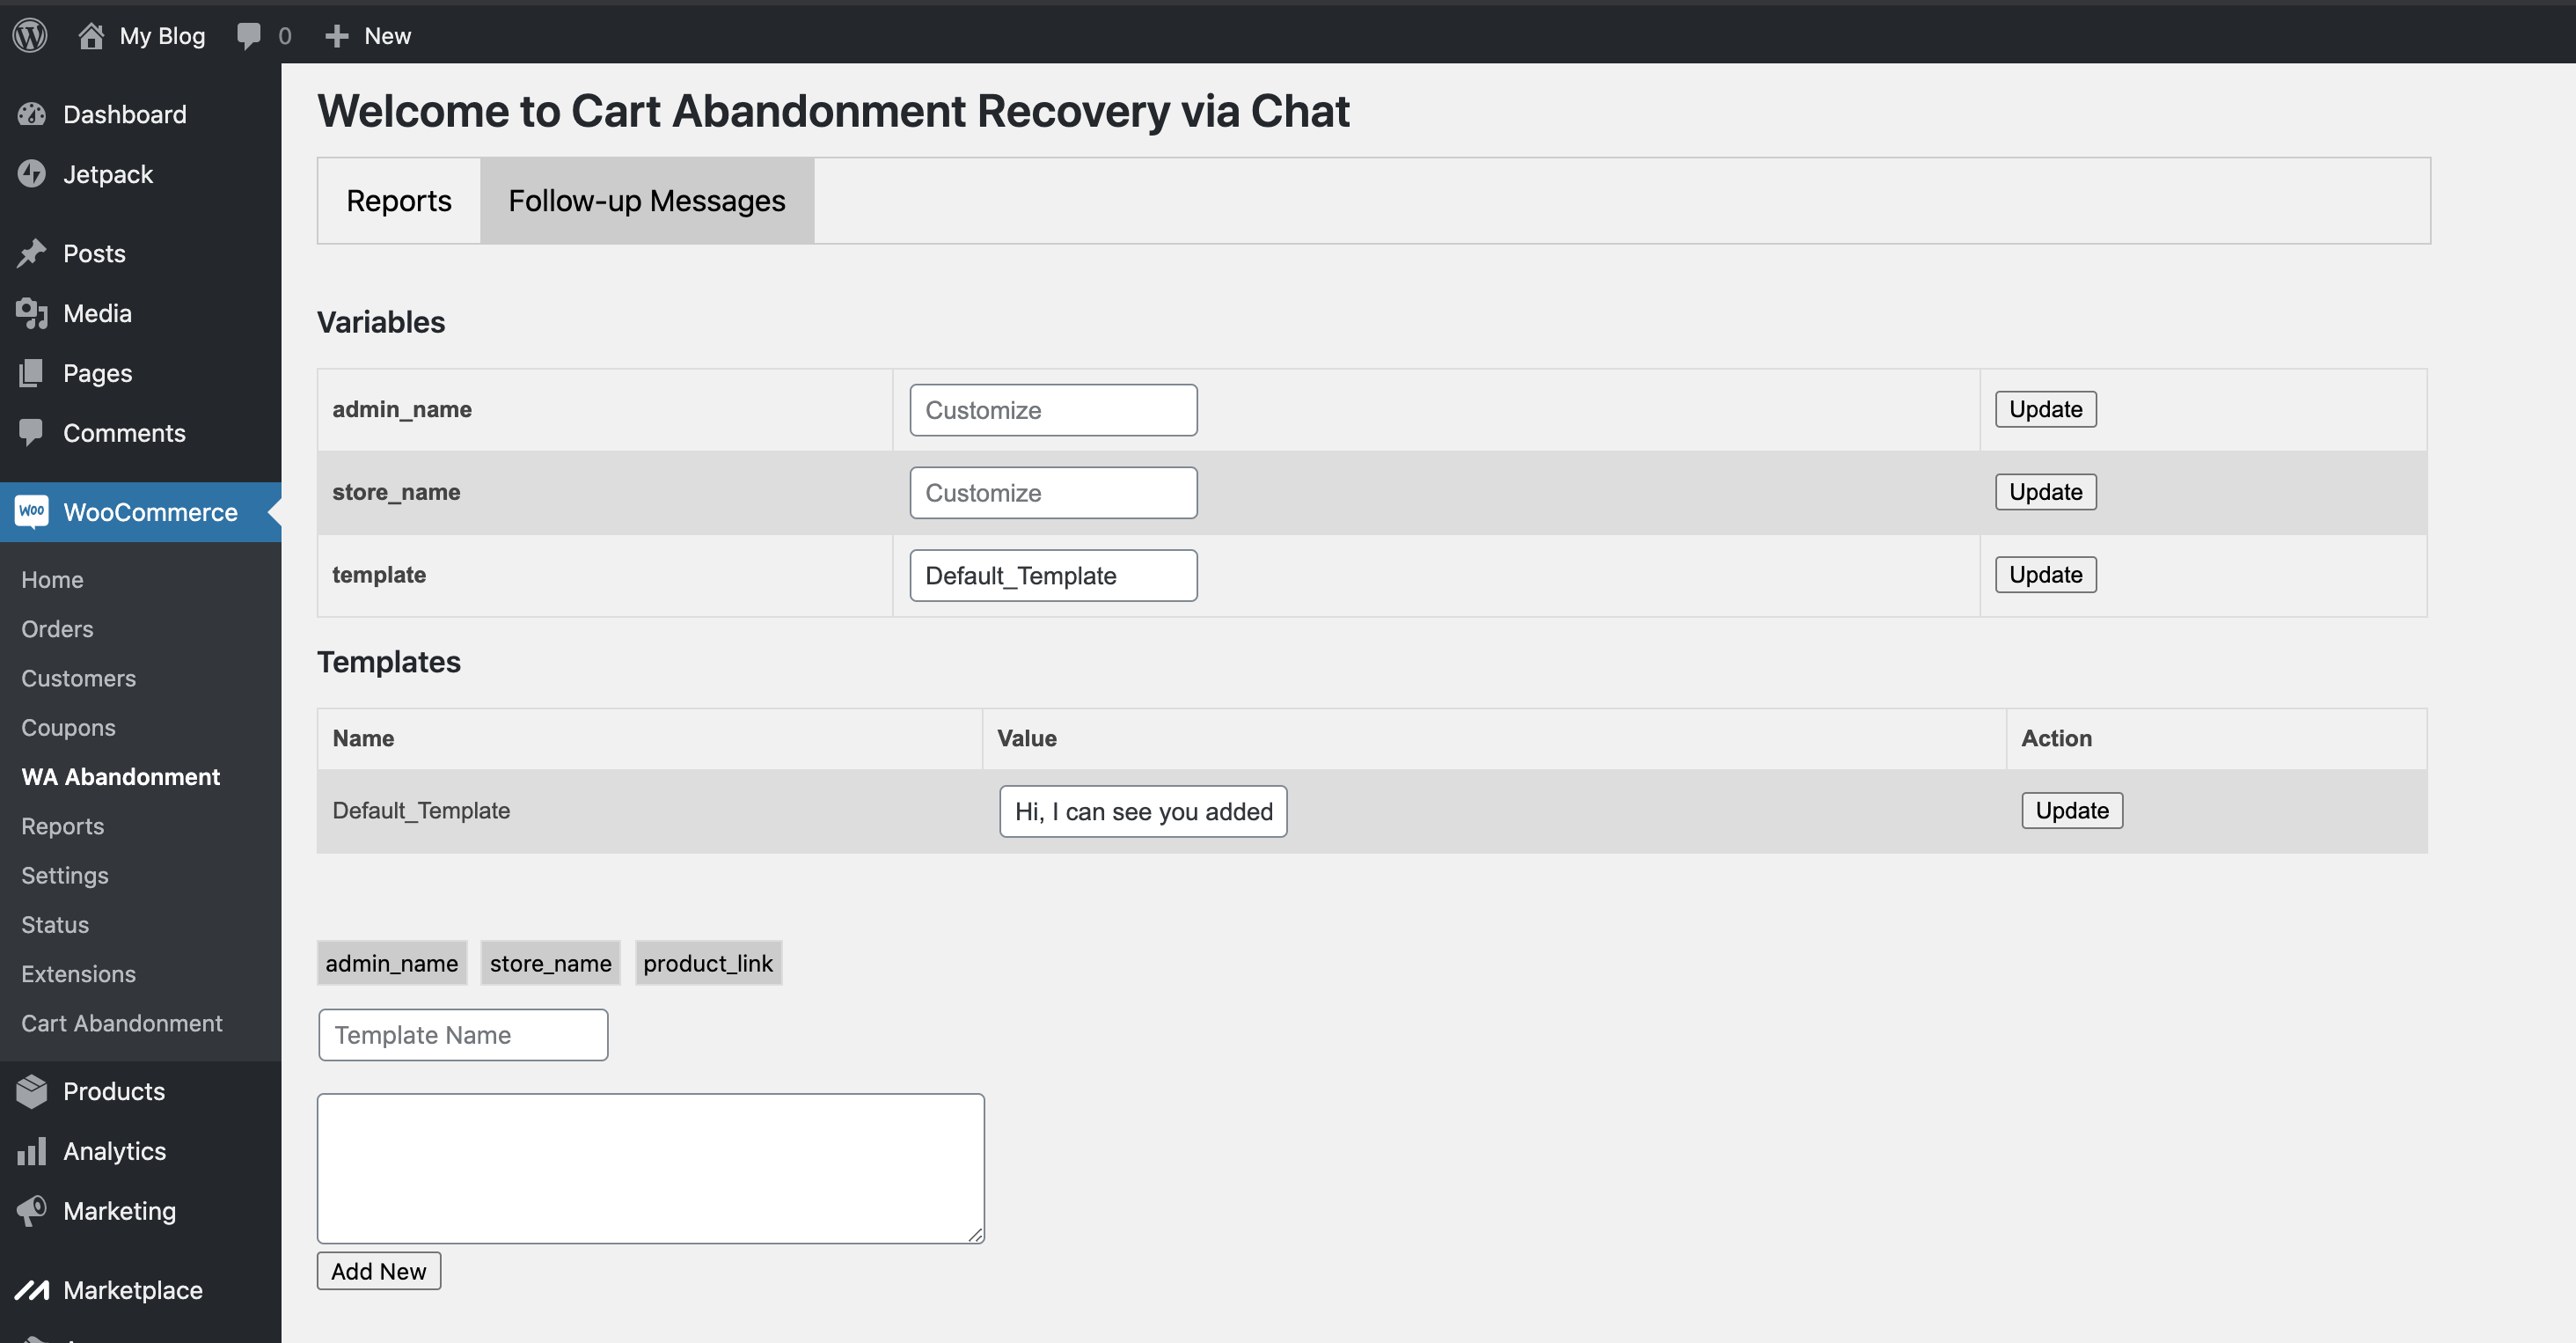 My Blog 0 New
Dashboard
Jetpack
Posts
Media
Pages
Comments
WOO WooCommerce
Home
Orders
Customers
Coupons
WA Abandonment
Reports
Settings
Status
Extensions
Cart Abandonment
Products
Analytics
Marketing
Marketplace
Welcome to Cart Abandonment Recovery via Chat
Reports Follow-up Messages
Variables
admin_name Customize Update
store_name Customize Update
template Default_Template Update
Templates
Name Value Action
Default_Template Hi, I can see you added Update
admin_name store_name product_link
Template Name
Add New